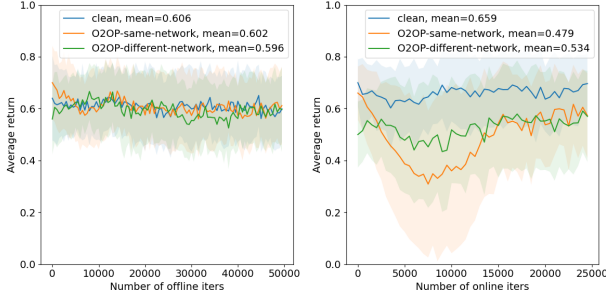 clean, mean=0.606
O2OP-same-network, mean=0.602
O2OP-different-network, mean=0.596
1.0
0.8
0.6
0.4
0.2
0.0
Average return
0 10000 20000 30000 40000 50000
Number of offline iters
clean, mean=0.659
O2OP-same-network, mean=0.479
O2OP-different-network, mean=0.534
1.0
0.8
0.6
0.4
0.2
0.0
Average return
0 5000 10000 15000 20000 25000
Number of online iters